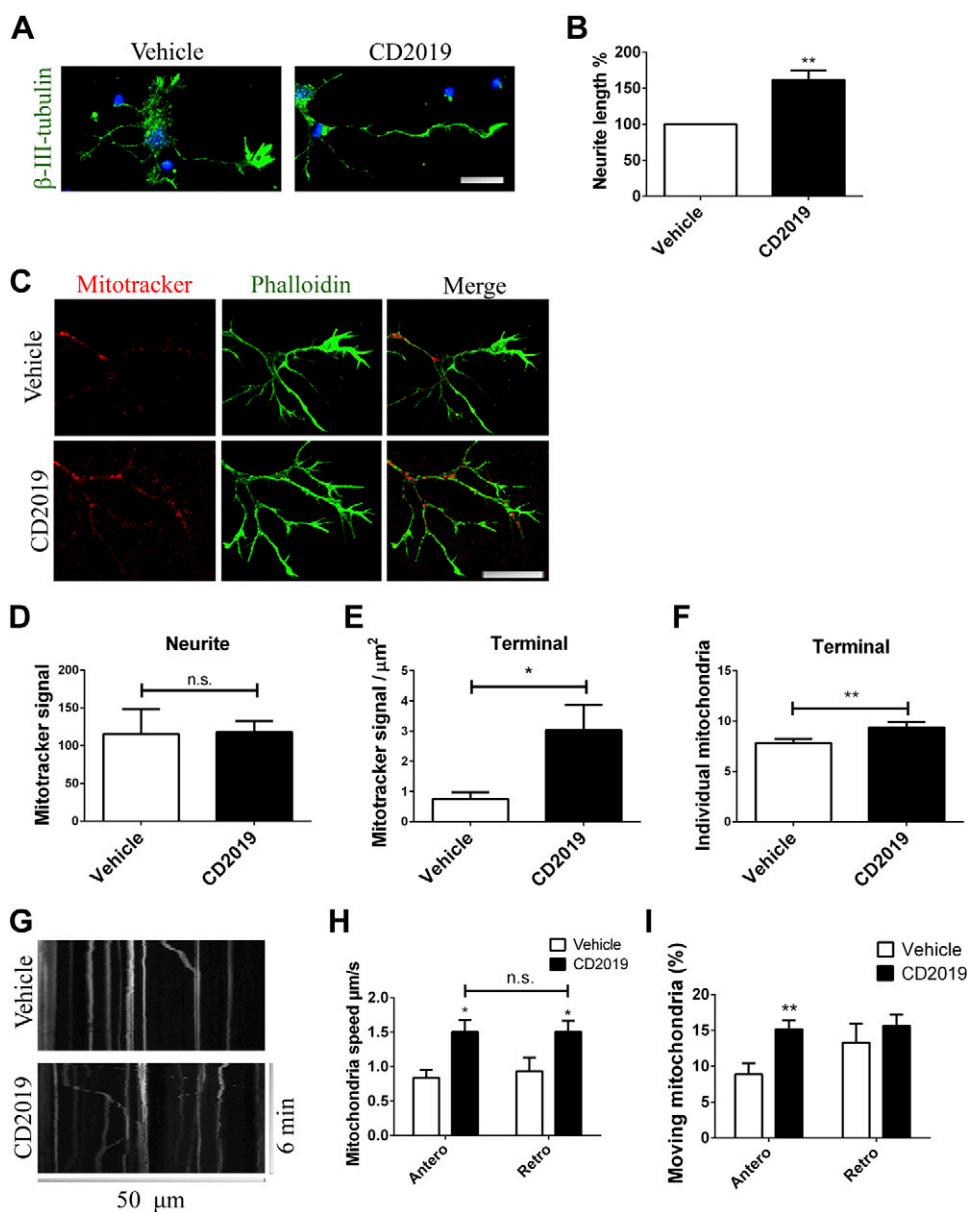 A
Vehicle
CD2019
β-III-tubulin
B
Neurite length %
200
150
100
50
0
**
Vehicle
CD2019
C
Mitotracker
Phalloidin
Merge
Vehicle
CD2019
D
Neurite
Mitotracker signal
200
150
100
50
0
n.s.
Vehicle
CD2019
E
Terminal
Mitotracker signal / µm²
5
4
3
2
1
0
*
Vehicle
CD2019
F
Terminal
Individual mitochondria
15
10
5
0
**
Vehicle
CD2019
G
Vehicle
CD2019
6 min
50 µm
H
Vehicle
CD2019
Mitochondria speed µm/s
2.0
1.5
1.0
0.5
0.0
n.s.
*
*
Antero
Retro
I
Vehicle
CD2019
Moving mitochondria (%)
20
15
10
5
0
**
Antero
Retro